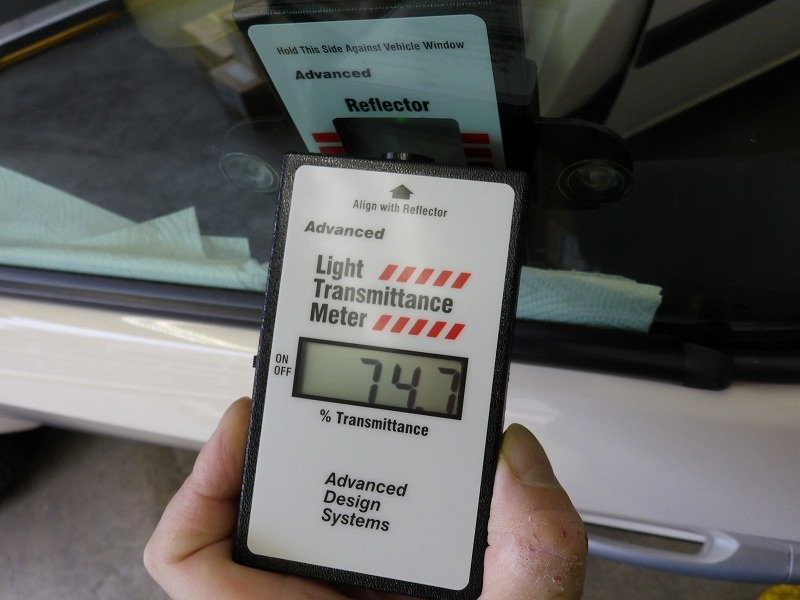 Hold This Side Against Vehicle Window
Advanced
Reflector
Align with Reflector
Advanced
Light
Transmittance
Meter
ON
OFF
74.7
% Transmittance
Advanced
Design
Systems